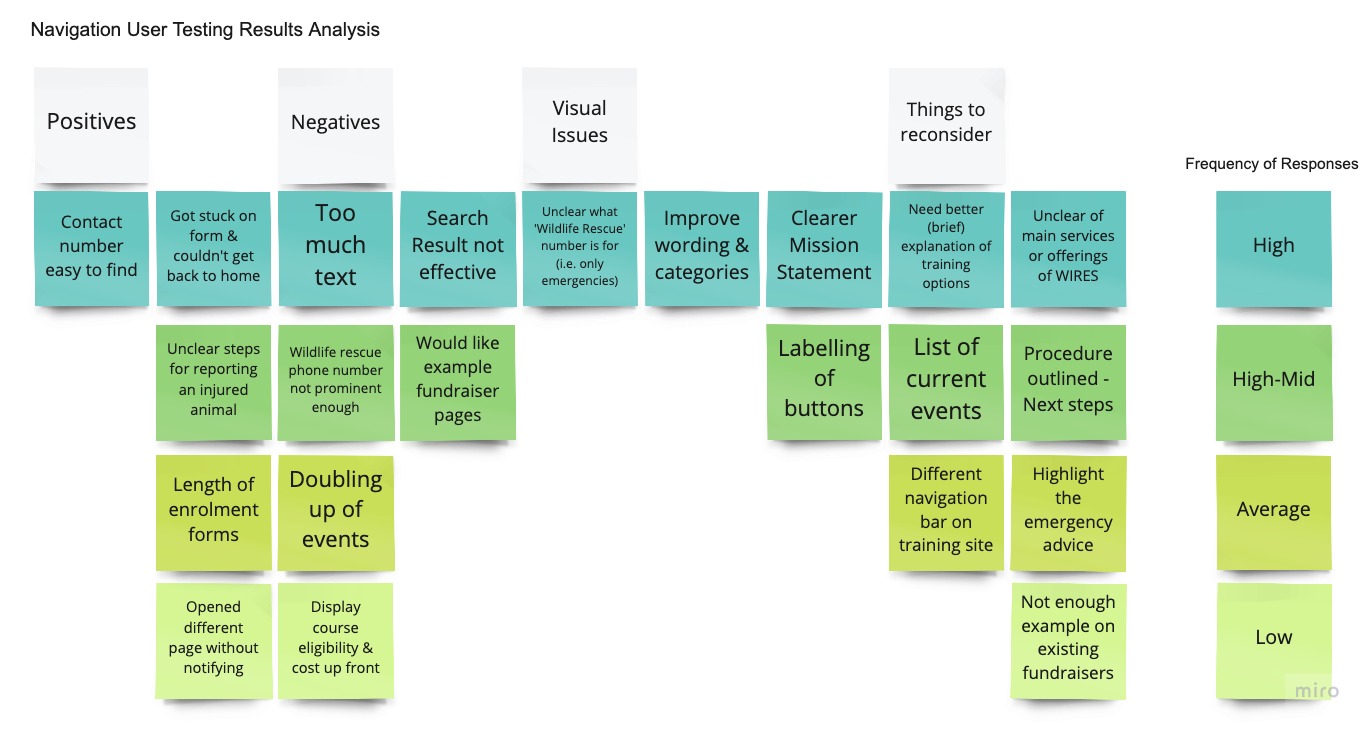 Navigation User Testing Results Analysis
Positives
Negatives
Visual
Issues
Things to
reconsider
Frequency of Responses
Contact
number
easy to find
Got stuck on
form &
couldn't get
back to home
Too
much
text
Search
Result not
effective
Unclear what
'Wildlife Rescue'
number is for
(i.e. only
emergencies)
Improve
wording &
categories
Clearer
Mission
Statement
Need better
(brief)
explanation of
training
options
Unclear of
main services
or offerings
of WIRES
High
Unclear steps
for reporting
an injured
animal
Wildlife rescue
phone number
not prominent
enough
Would like
example
fundraiser
pages
Labelling
of
buttons
List of
current
events
Procedure
outlined -
Next steps
High-Mid
Length of
enrolment
forms
Doubling
up of
events
Different
navigation
bar on
training site
Highlight
the
emergency
advice
Average
Opened
different
page without
notifying
Display
course
eligibility &
cost up front
Not enough
example on
existing
fundraisers
Low
miro